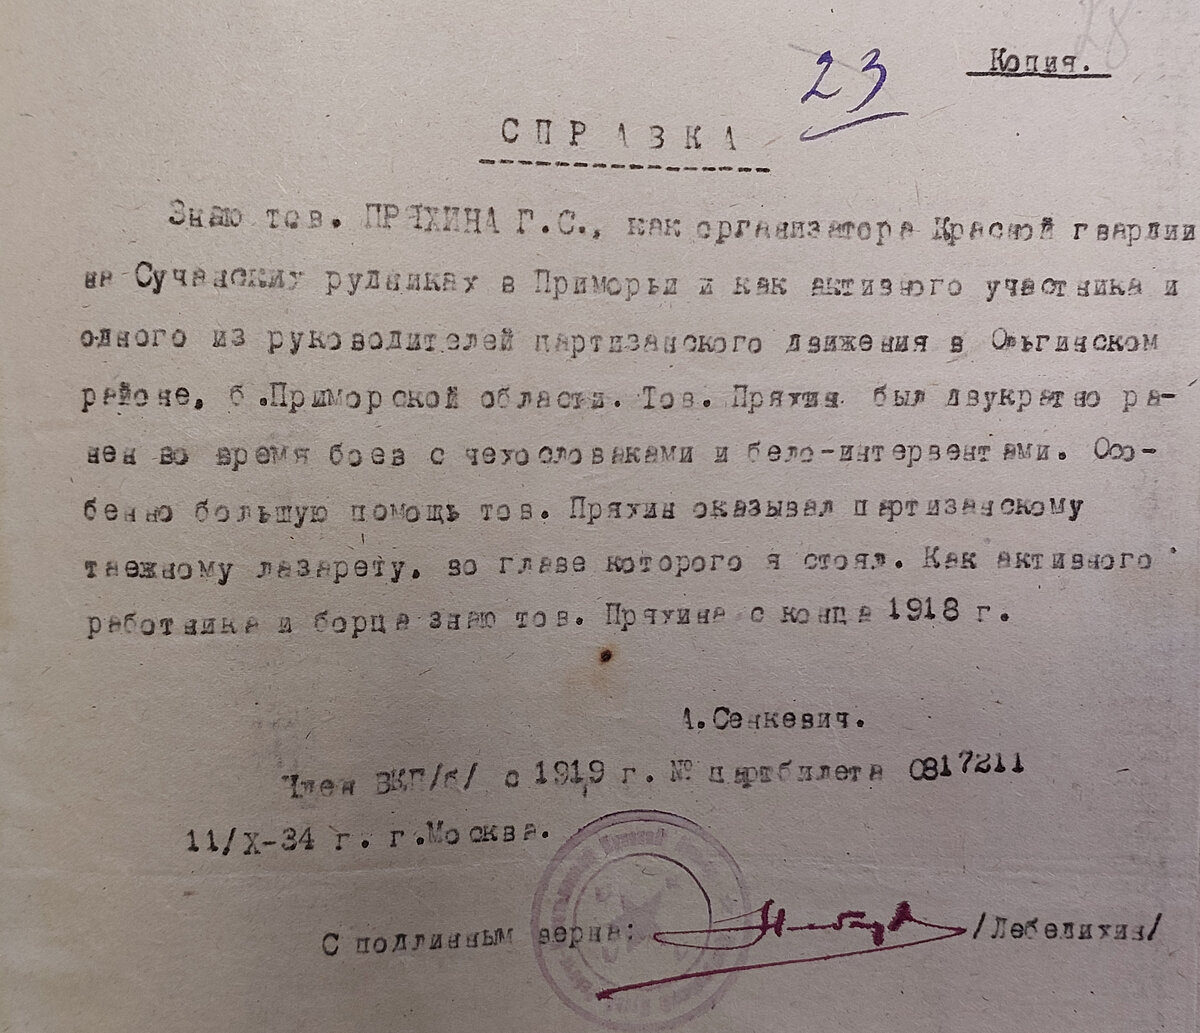 28
23
Копия.
СПРАВКА
Знаю тов. ПРЯХИНА Г.С., как организатора Красной гвардии
на Сучанских рудниках в Приморьи и как активного участника и
одного из руководителей партизанского движения в Ольгинском
районе, б.Приморской области. Тов. Пряхин был двукратно ра-
нен во время боев с чехословаками и бело-интервентами. Осо-
бенно большую помощь тов. Пряхин оказывал партизанскому
таежному лазарету, во главе которого я стоял. Как активного
работника и борца знаю тов. Пряхина с конца 1918 г.
А.Сенкевич.
Член ВКП/б/ с 1919 г. № партбилета 0817211
11/X-34 г. г.Москва.
С подлинным верна: /Лебедихин/